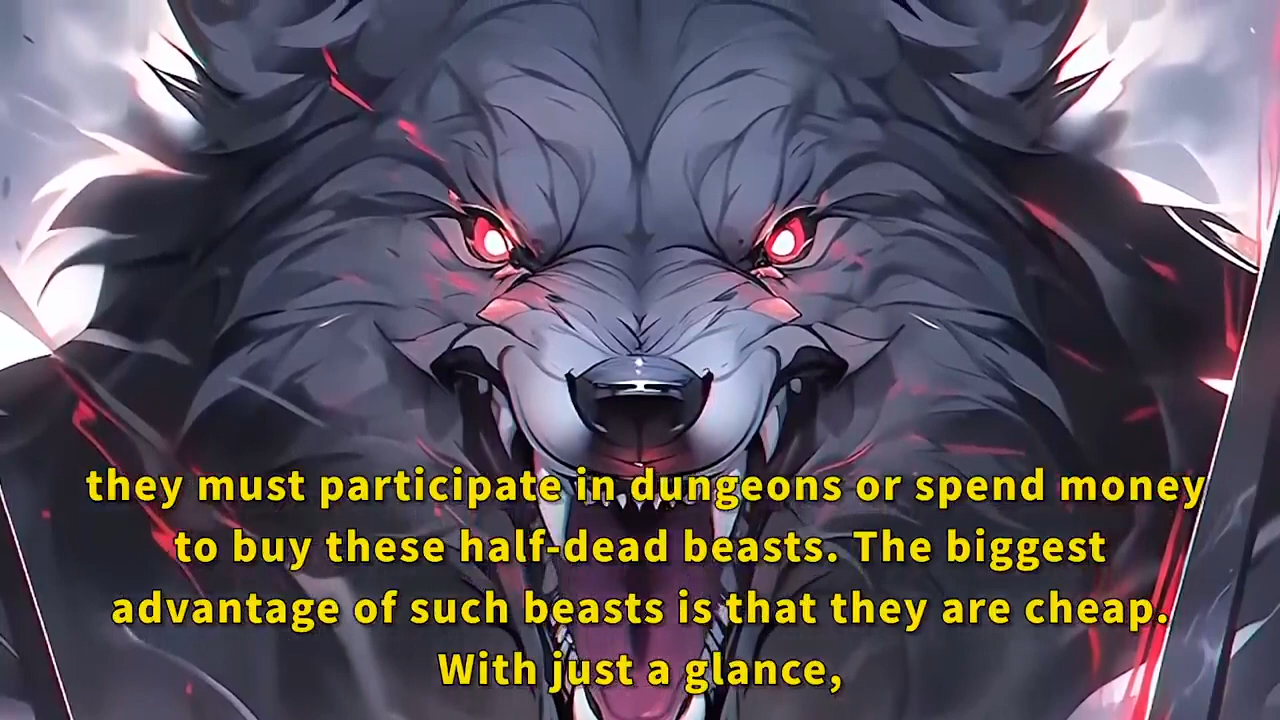 they must participate in dungeons or spend money
to buy these half-dead beasts. The biggest
advantage of such beasts is that they are cheap.
With just a glance,